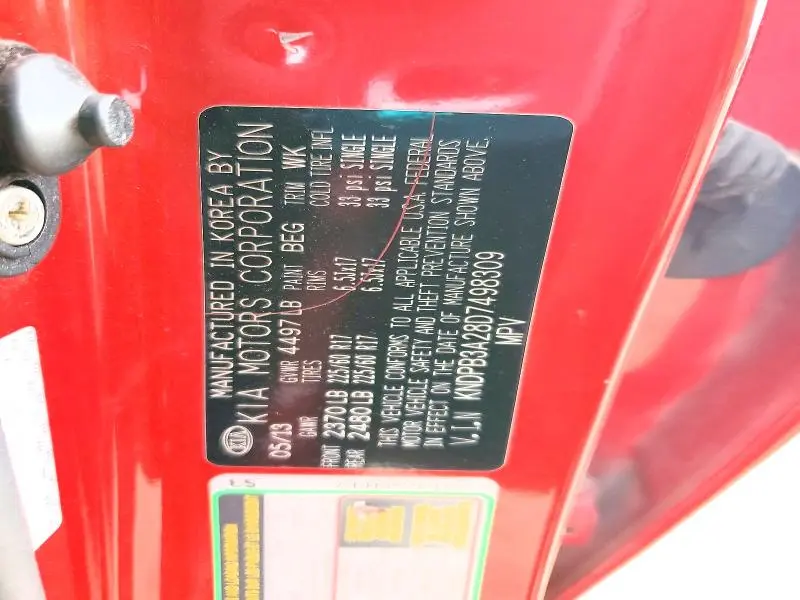 MANUFACTURED IN KOREA BY
KIA KIA MOTORS CORPORATION
05/13 GVWR 4497 LB PAINT BEG TRIM WK
GAWR TIRES RIMS COLD TIRE INFL
FRONT 2370 LB 225/60 R17 6.5Jx17 33 psi SINGLE
REAR 2480 LB 225/60 R17 6.5Jx17 33 psi SINGLE
THIS VEHICLE CONFORMS TO ALL APPLICABLE U.S.A. FEDERAL
MOTOR VEHICLE SAFETY AND THEFT PREVENTION STANDARDS
IN EFFECT ON THE DATE OF MANUFACTURE SHOWN ABOVE.
V.I.N KNDPB3A28D7498309
MPV